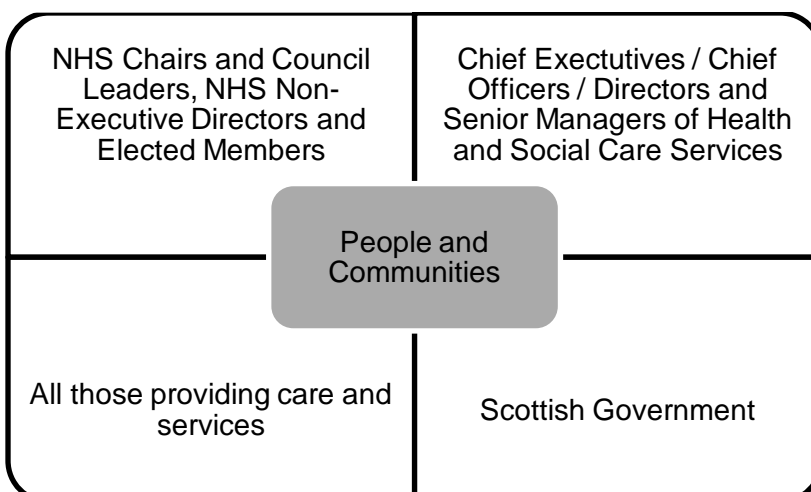 NHS Chairs and Council
Leaders, NHS Non-
Executive Directors and
Elected Members
Chief Exectutives / Chief
Officers / Directors and
Senior Managers of Health
and Social Care Services
People and
Communities
All those providing care and
services
Scottish Government